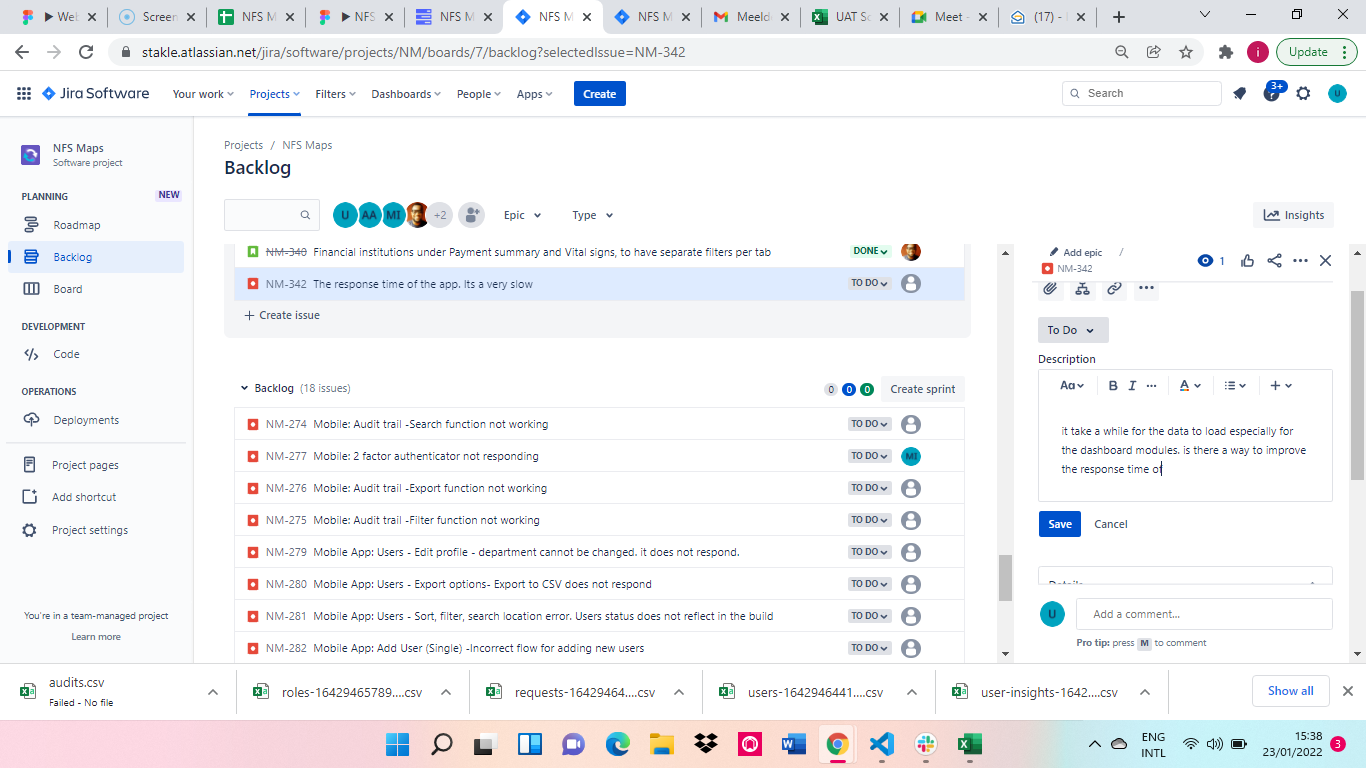 Web
Screen
NFS M
NFS
NFS M
NFS M
NFS M
Meeld
UAT Sc
Meet -
(17) -
stakle.atlassian.net/jira/software/projects/NM/boards/7/backlog?selectedIssue=NM-342
i
Update
Jira Software
Your work
Projects
Filters
Dashboards
People
Apps
Create
Search
3+
U
NFS Maps
Software project
PLANNING
NEW
Roadmap
Backlog
Board
DEVELOPMENT
Code
OPERATIONS
Deployments
Project pages
Add shortcut
Project settings
You're in a team-managed project
Learn more
Projects / NFS Maps
Backlog
U AA MI +2
Epic
Type
Insights
NM-340 Financial institutions under Payment summary and Vital signs, to have separate filters per tab DONE
NM-342 The response time of the app. Its a very slow TO DO
+ Create issue
Backlog (18 issues) 0 0 0 Create sprint
NM-274 Mobile: Audit trail -Search function not working TO DO
NM-277 Mobile: 2 factor authenticator not responding TO DO MI
NM-276 Mobile: Audit trail -Export function not working TO DO
NM-275 Mobile: Audit trail -Filter function not working TO DO
NM-279 Mobile App: Users - Edit profile - department cannot be changed. it does not respond. TO DO
NM-280 Mobile App: Users - Export options- Export to CSV does not respond TO DO
NM-281 Mobile App: Users - Sort, filter, search location error. Users status does not reflect in the build TO DO
NM-282 Mobile App: Add User (Single) -Incorrect flow for adding new users TO DO
Add epic /
NM-342
1
To Do
Description
Aa B I ... A
it take a while for the data to load especially for
the dashboard modules. is there a way to improve
the response time of
Save Cancel
Details
U Add a comment...
Pro tip: press M to comment
audits.csv
Failed - No file
roles-16429465789....csv
requests-16429464....csv
users-1642946441....csv
user-insights-1642....csv
Show all
ENG
INTL
15:38
23/01/2022
3